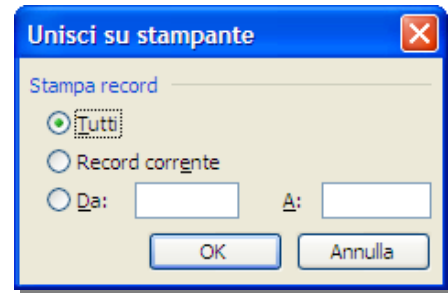 Unisci su stampante
Stampa record
Tutti
Record corrente
Da: A:
OK Annulla